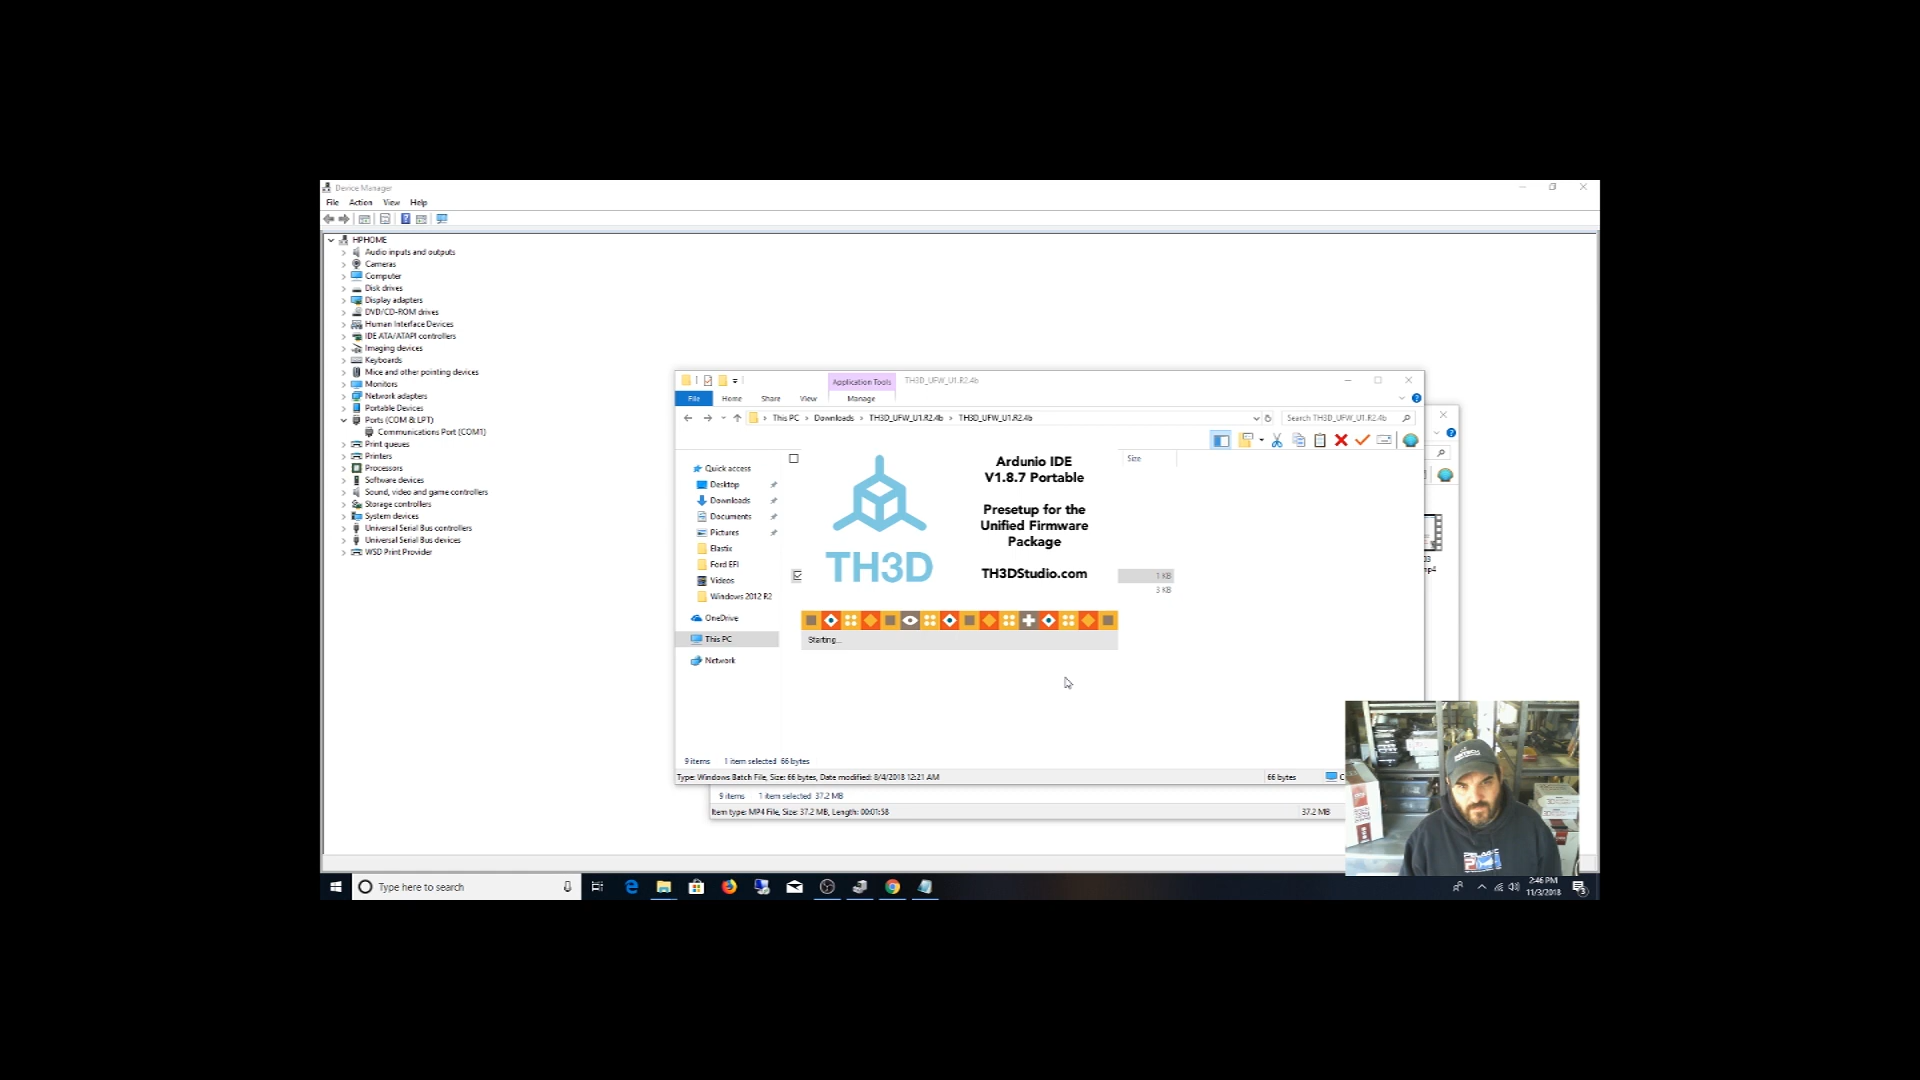 Device Manager
File Action View Help
HPHOME
Audio inputs and outputs
Cameras
Computer
Disk drives
Display adapters
DVD/CD-ROM drives
Human Interface Devices
IDE ATA/ATAPI controllers
Imaging devices
Keyboards
Mice and other pointing devices
Monitors
Network adapters
Portable Devices
Ports (COM & LPT)
Communications Port (COM1)
Print queues
Printers
Processors
Software devices
Sound, video and game controllers
Storage controllers
System devices
Universal Serial Bus controllers
Universal Serial Bus devices
WSD Print Provider
Application Tools TH3D_UFW_U1.R2.4b
File Home Share View Manage
This PC > Downloads > TH3D_UFW_U1.R2.4b > TH3D_UFW_U1.R2.4b
Search TH3D_UFW_U1.R2.4b
Size
Quick access
Desktop
Downloads
Documents
Pictures
Elastix
Ford EFI
Videos
Windows 2012 R2
OneDrive
This PC
Network
TH3D
Ardunio IDE
V1.8.7 Portable
Presetup for the
Unified Firmware
Package
TH3DStudio.com
Starting...
1 KB
3 KB
03
9 items 1 item selected 66 bytes
Type: Windows Batch File, Size: 66 bytes, Date modified: 8/4/2018 12:21 AM
66 bytes
9 items 1 item selected 37.2 MB
Item type: MP4 File, Size: 37.2 MB, Length: 00:01:58
37.2 MB
Type here to search
2:46 PM
11/3/2018